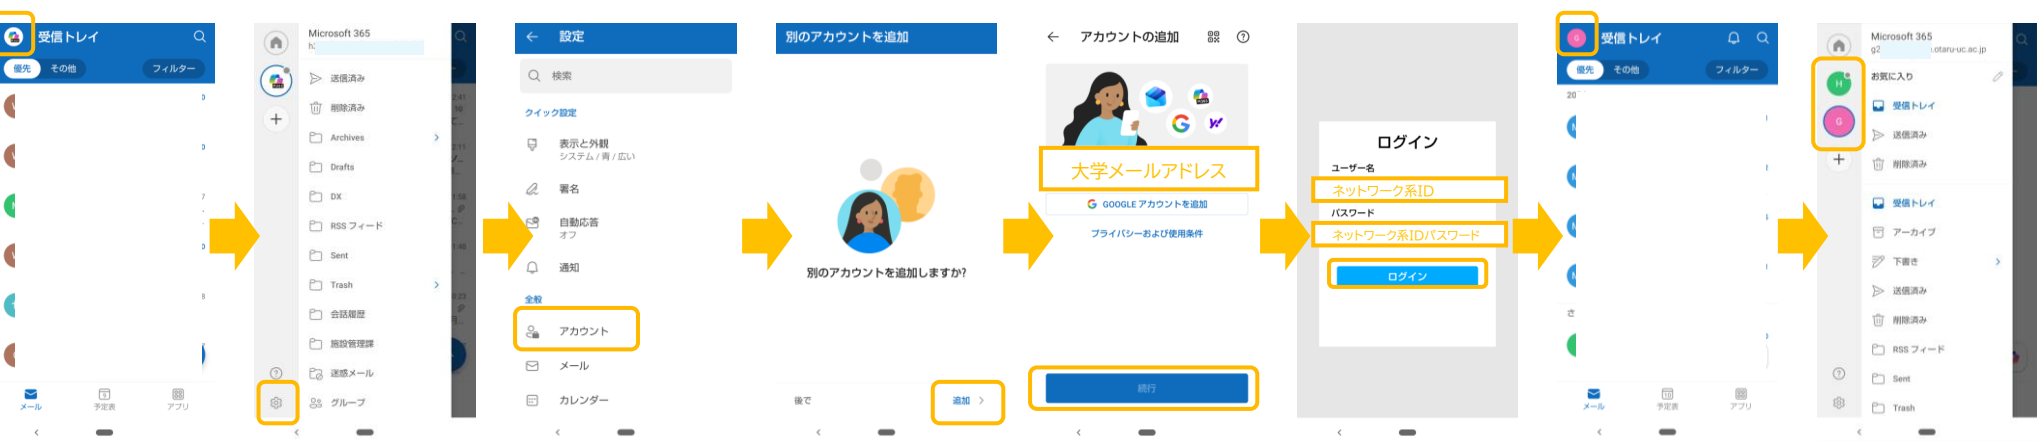 受信トレイ
優先
その他
フィルター
メール
予定表
アプリ
Microsoft 365
送信済み
削除済み
Archives
Drafts
DX
RSS フィード
Sent
Trash
会話履歴
施設管理課
迷惑メール
グループ
設定
検索
クイック設定
表示と外観
システム / 青 / 広い
署名
自動応答
オフ
通知
全般
アカウント
メール
カレンダー
別のアカウントを追加
別のアカウントを追加しますか?
後で
追加
アカウントの追加
大学メールアドレス
GOOGLE アカウントを追加
プライバシーおよび使用条件
続行
ログイン
ユーザー名
ネットワーク系ID
パスワード
ネットワーク系IDパスワード
ログイン
G
受信トレイ
優先
その他
フィルター
メール
予定表
アプリ
Microsoft 365
.otaru-uc.ac.jp
H
G
お気に入り
受信トレイ
送信済み
削除済み
受信トレイ
アーカイブ
下書き
送信済み
削除済み
RSS フィード
Sent
Trash